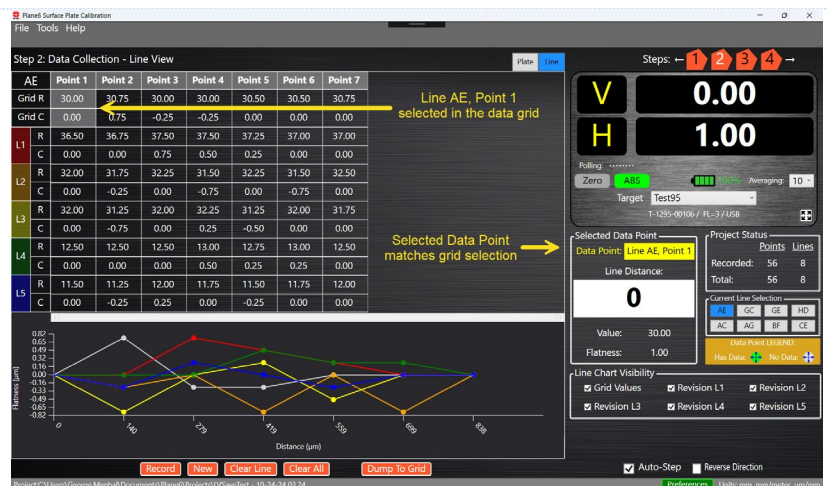 Plane6 Surface Plate Calibration
File Tools Help
Step 2: Data Collection - Line View
Plate Line
AE Point 1 Point 2 Point 3 Point 4 Point 5 Point 6 Point 7
Grid R 30.00 30.75 30.00 30.00 30.50 30.50 30.75
Grid C 0.00 0.75 -0.25 -0.25 0.00 0.00 0.00
L1 R 36.50 36.75 37.50 37.50 37.25 37.00 37.00
C 0.00 0.00 0.75 0.50 0.25 0.00 0.00
L2 R 32.00 31.75 32.25 31.50 32.25 31.50 32.50
C 0.00 -0.25 0.00 -0.75 0.00 -0.75 0.00
L3 R 32.00 31.25 32.00 32.25 31.25 32.00 31.75
C 0.00 -0.75 0.00 0.25 -0.50 0.00 0.00
L4 R 12.50 12.50 12.50 13.00 12.75 13.00 12.50
C 0.00 0.00 0.00 0.50 0.25 0.25 0.00
L5 R 11.50 11.25 12.00 11.75 11.50 11.75 12.00
C 0.00 -0.25 0.25 0.00 -0.25 0.00 0.00
Line AE, Point 1
selected in the data grid
Selected Data Point
matches grid selection
Flatness (µm)
0.82
0.65
0.49
0.32
0.16
0.00
-0.16
-0.33
-0.49
-0.65
-0.82
0 140 279 419 559 699 838
Distance (µm)
Record New Clear Line Clear All Dump To Grid
Steps: ← 1 2 3 4 →
V 0.00
H 1.00
Polling: ········
Zero ABS Averaging: 10
Target Test95
T-1295-00106 / FL-3 / USB
Selected Data Point
Data Point: Line AE, Point 1
Line Distance:
0
Value: 30.00
Flatness: 1.00
Project Status
Points Lines
Recorded: 56 8
Total: 56 8
Current Line Selection
AE GC GE HD
AC AG BF CE
Data Point LEGEND:
Has Data: No Data:
Line Chart Visibility
Grid Values Revision L1 Revision L2
Revision L3 Revision L4 Revision L5
Auto-Step Reverse Direction
Preferences Units: mm, mm/meter, µm/mm